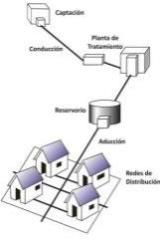 Captación
Planta de
Tratamiento
Conducción
Reservorio
Aducción
Redes de
Distribución